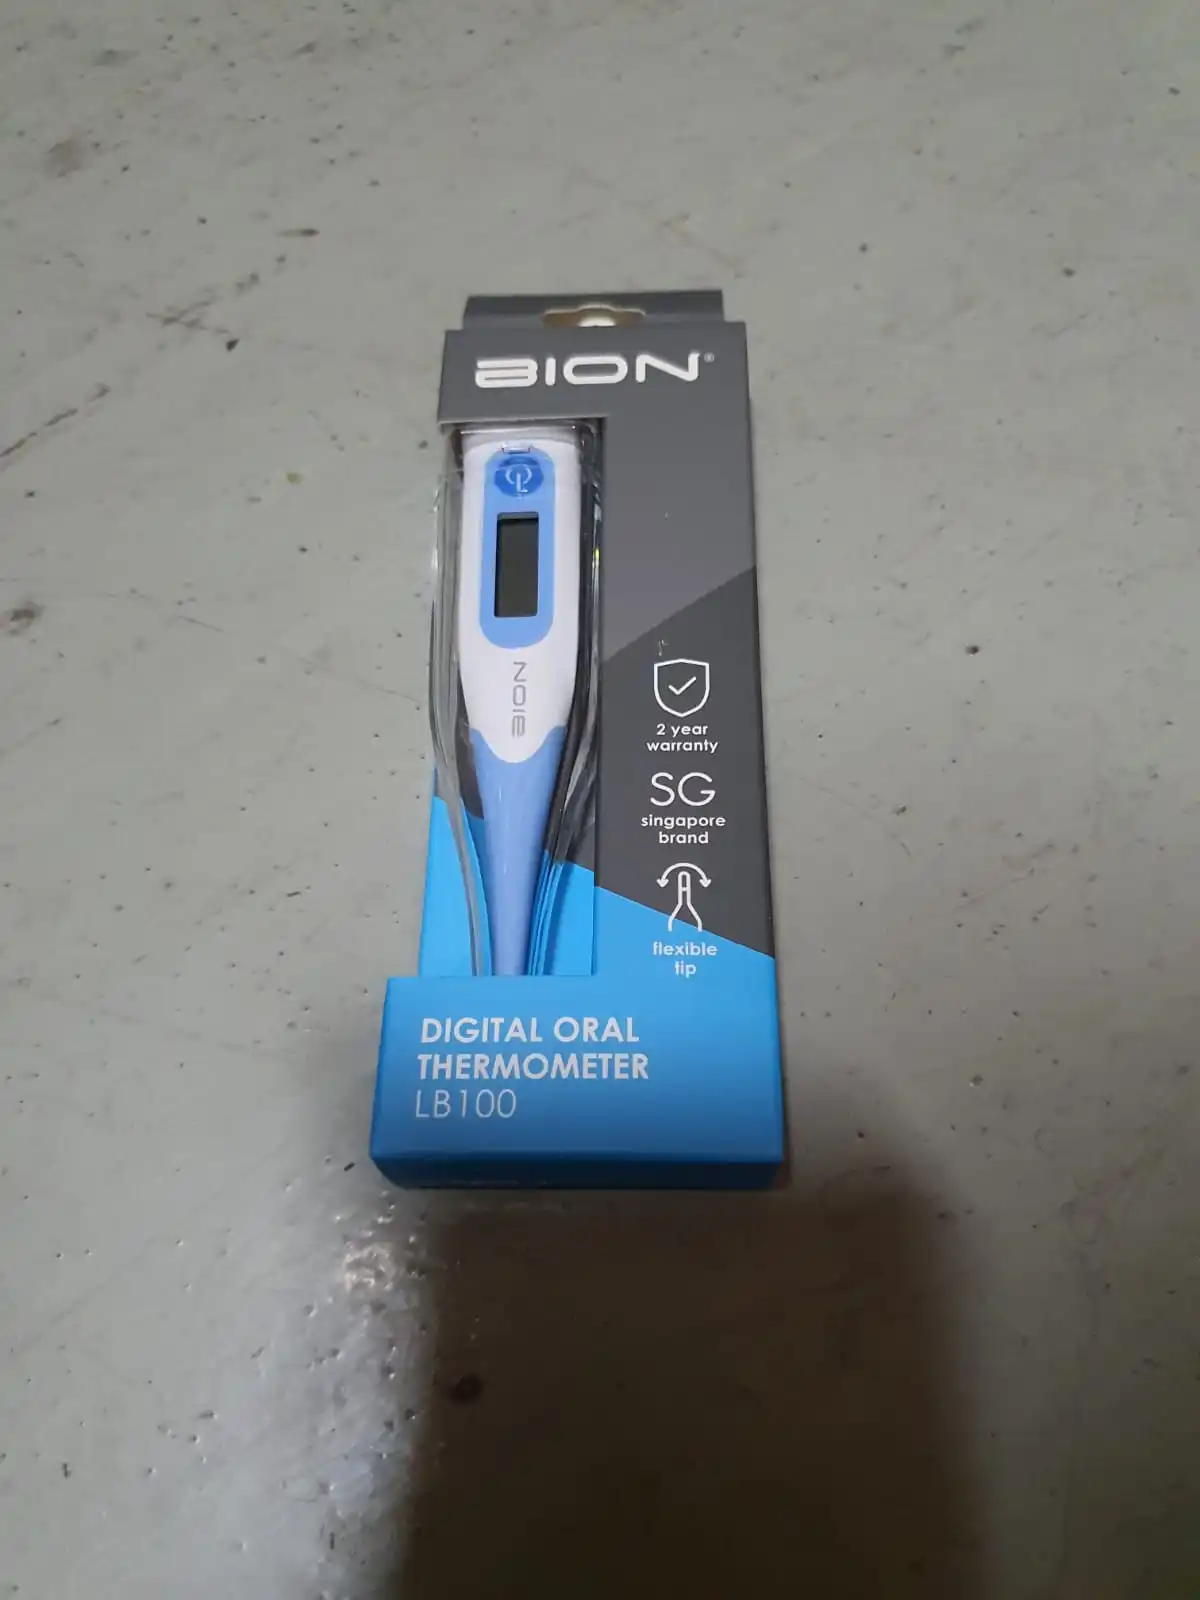 BION®
BION
2 year
warranty
SG
singapore
brand
flexible
tip
DIGITAL ORAL
THERMOMETER
LB100